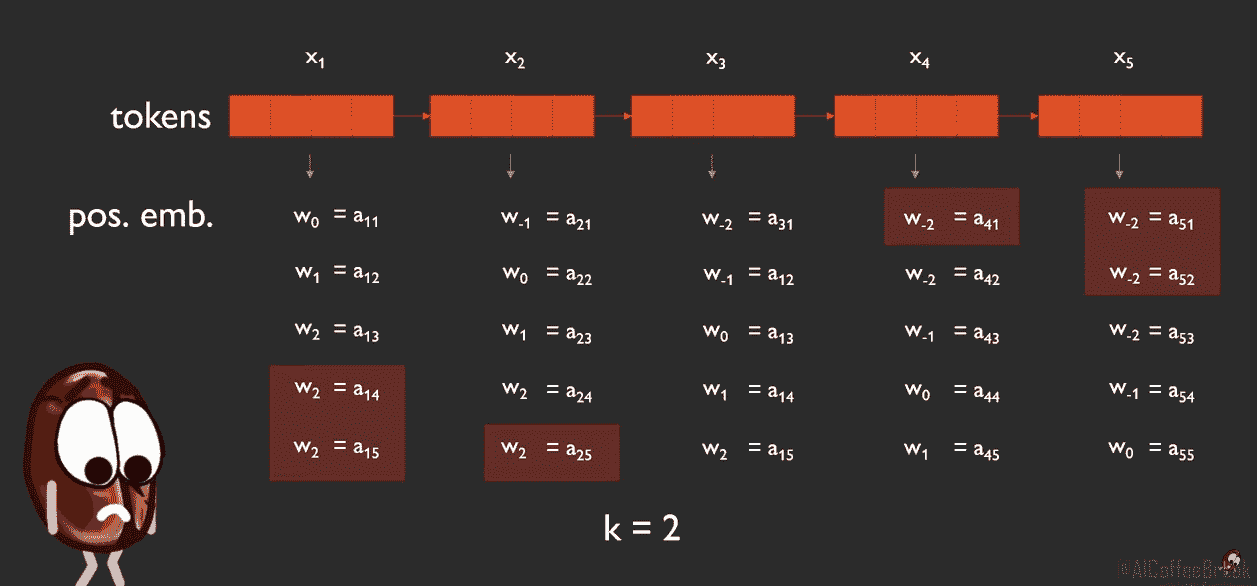 x₁ x₂ x₃ x₄ x₅
tokens
pos. emb. w₀ = a₁₁ w₋₁ = a₂₁ w₋₂ = a₃₁ w₋₂ = a₄₁ w₋₂ = a₅₁
w₁ = a₁₂ w₀ = a₂₂ w₋₁ = a₁₂ w₋₂ = a₄₂ w₋₂ = a₅₂
w₂ = a₁₃ w₁ = a₂₃ w₀ = a₁₃ w₋₁ = a₄₃ w₋₂ = a₅₃
w₂ = a₁₄ w₂ = a₂₄ w₁ = a₁₄ w₀ = a₄₄ w₋₁ = a₅₄
w₂ = a₁₅ w₂ = a₂₅ w₂ = a₁₅ w₁ = a₄₅ w₀ = a₅₅
k = 2
@AICoffeeBreak